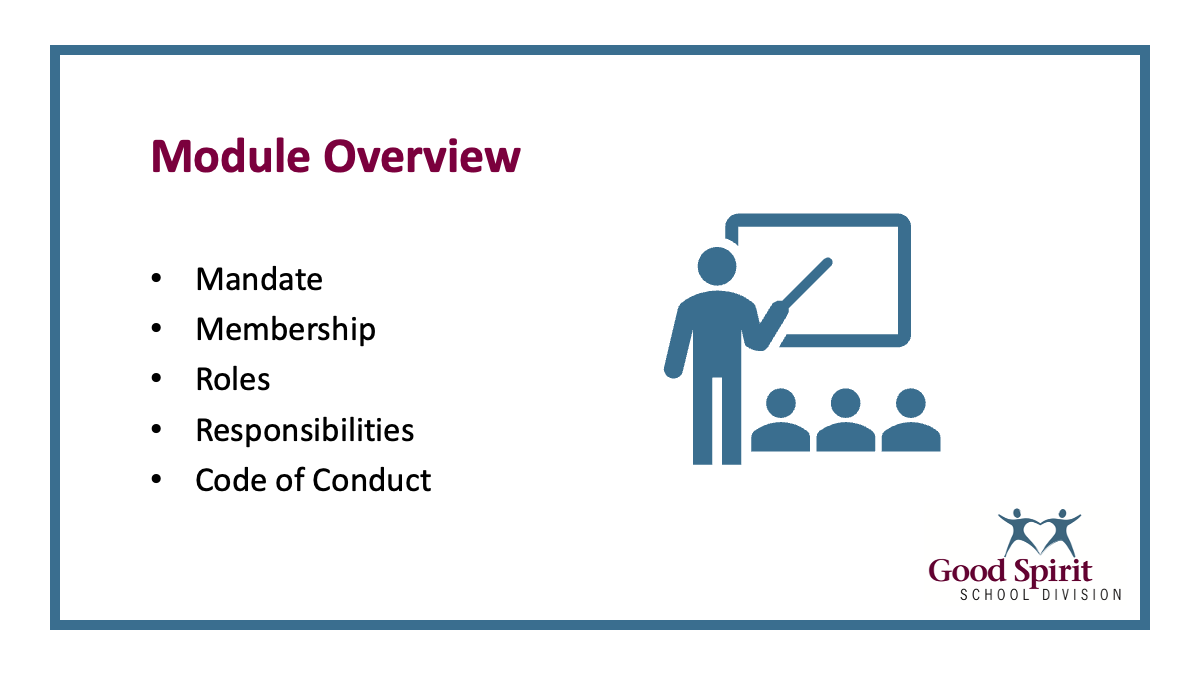 Module Overview
• Mandate
• Membership
• Roles
• Responsibilities
• Code of Conduct
Good Spirit
SCHOOL DIVISION